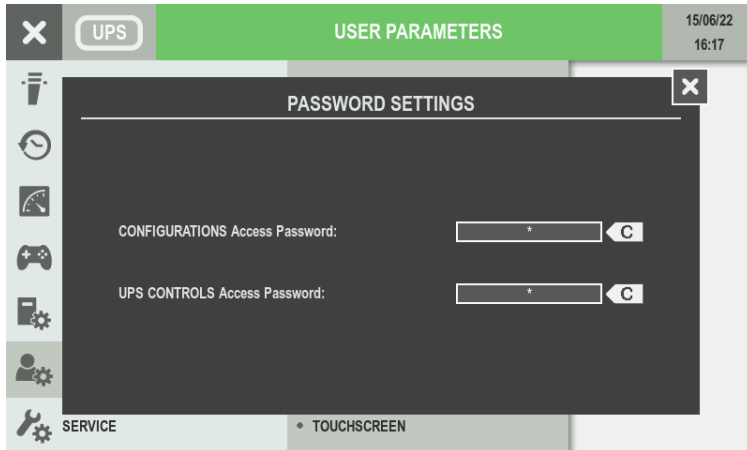 UPS
USER PARAMETERS
15/06/22
16:17
PASSWORD SETTINGS
CONFIGURATIONS Access Password:
*
C
UPS CONTROLS Access Password:
*
C
SERVICE
• TOUCHSCREEN